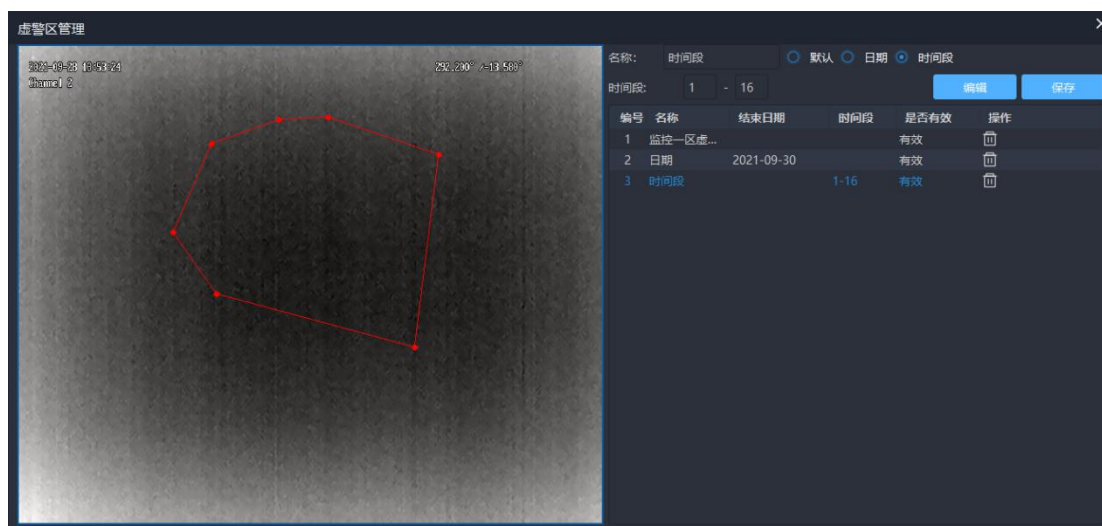 虚警区管理
Channel 2
名称: 时间段 默认 日期 时间段
时间段: 1 - 16 编辑 保存
编号 名称 结束日期 时间段 是否有效 操作
1 监控一区虚... 有效
2 日期 2021-09-30 有效
3 时间段 1-16 有效